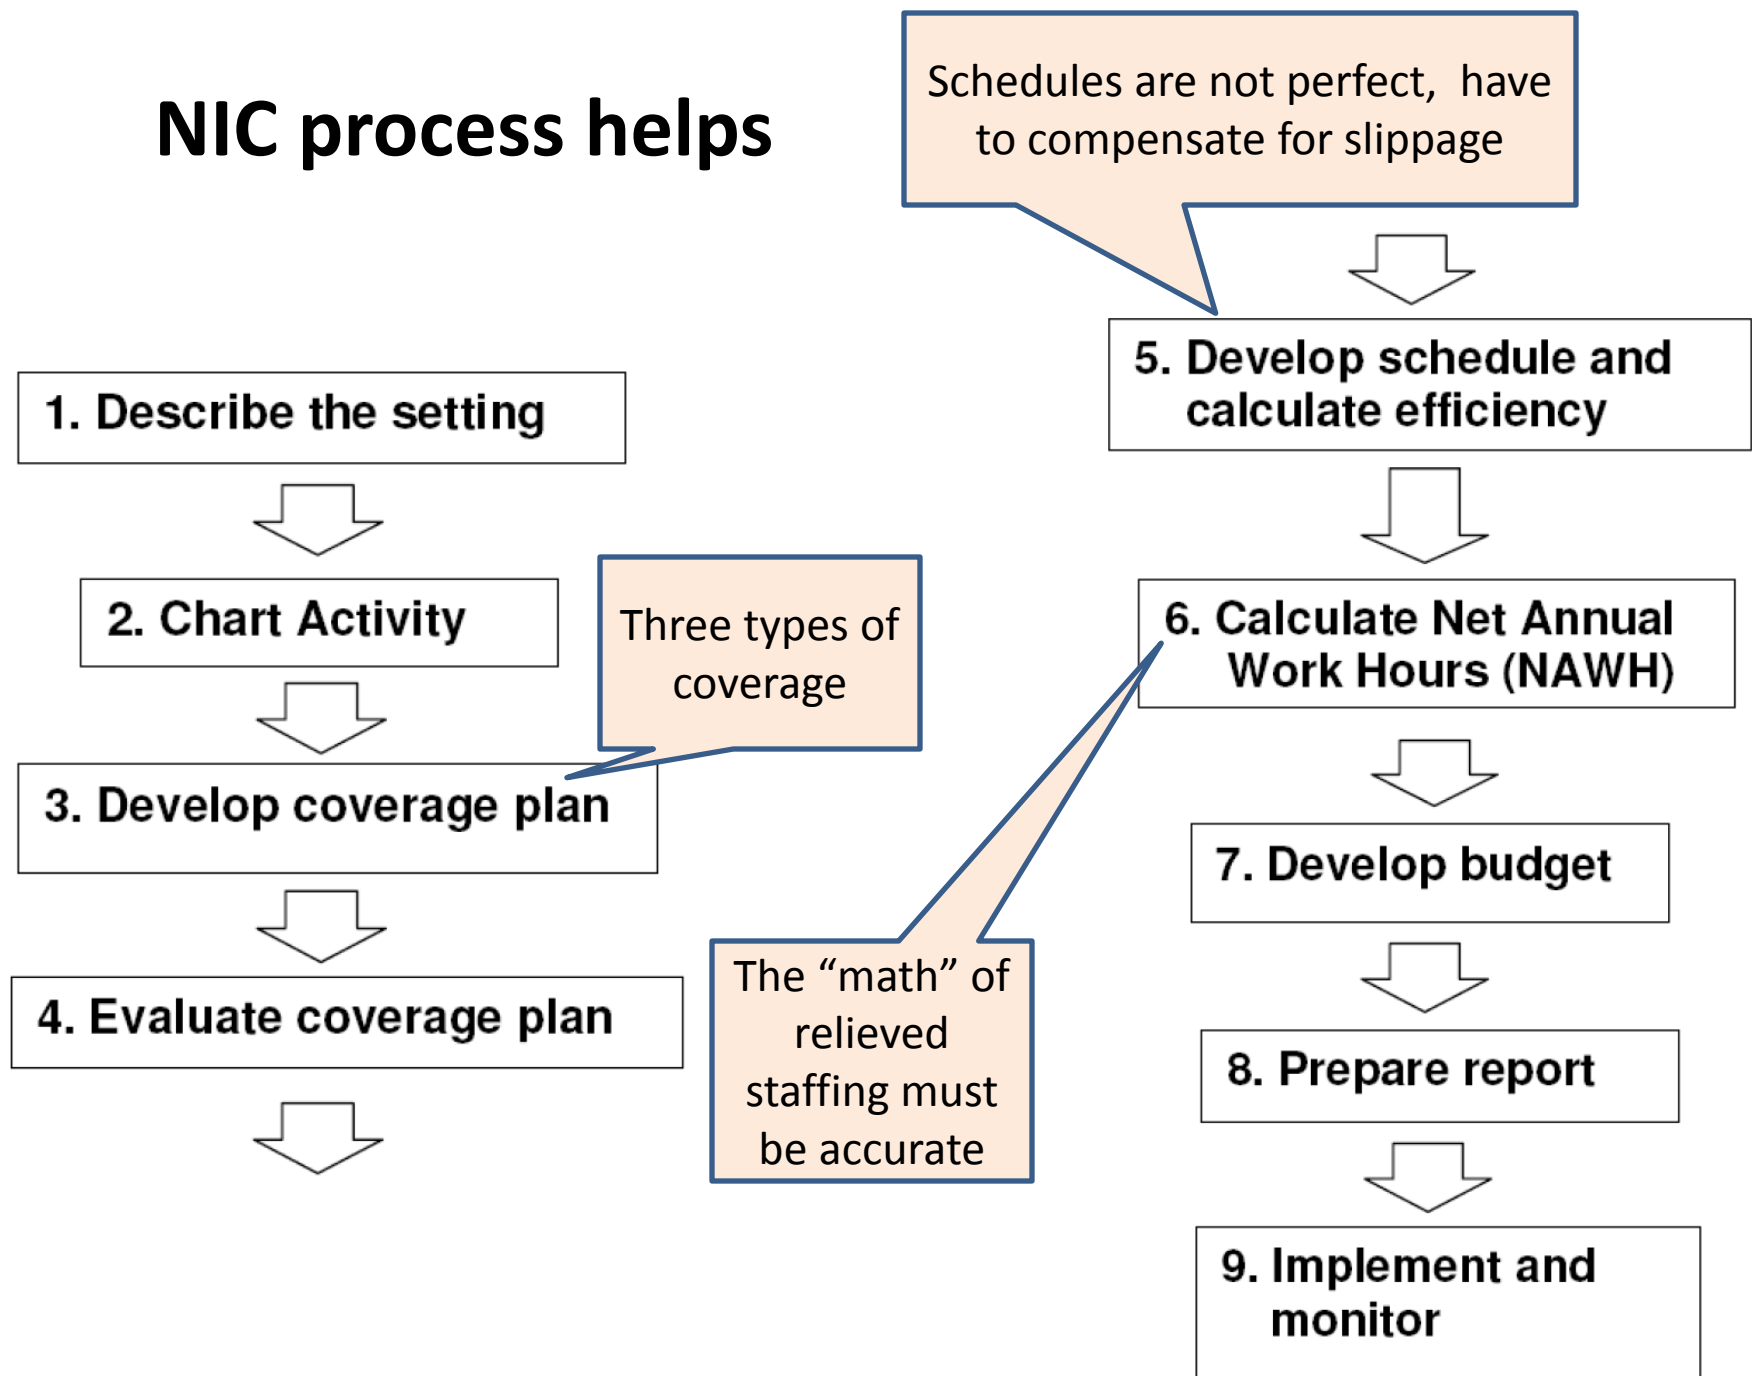 NIC process helps
Schedules are not perfect,  have
to compensate for slippage
1. Describe the setting
2. Chart Activity
Three types of
coverage
3. Develop coverage plan
4. Evaluate coverage plan
5. Develop schedule and
calculate efficiency
6. Calculate Net Annual
Work Hours (NAWH)
The “math” of
relieved
staffing must
be accurate
7. Develop budget
8. Prepare report
9. Implement and
monitor